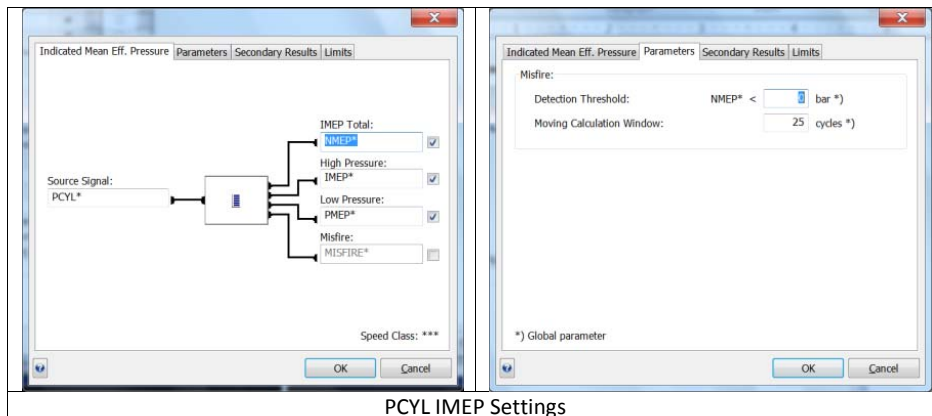 Indicated Mean Eff. Pressure Parameters Secondary Results Limits
IMEP Total:
NMEP*
High Pressure:
IMEP*
Source Signal:
PCYL*
Low Pressure:
PMEP*
Misfire:
MISFIRE*
Speed Class: ***
OK Cancel
Indicated Mean Eff. Pressure Parameters Secondary Results Limits
Misfire:
Detection Threshold: NMEP* < 0 bar *)
Moving Calculation Window: 25 cycles *)
*) Global parameter
OK Cancel
PCYL IMEP Settings